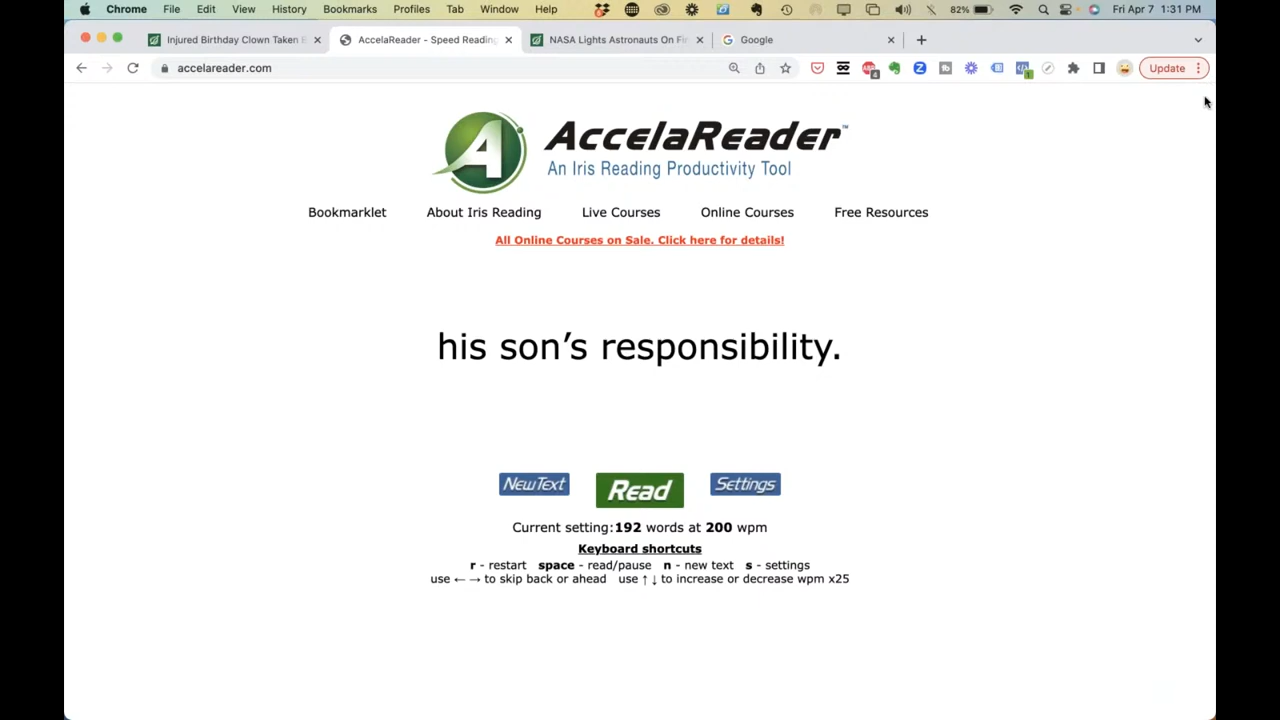 Chrome File Edit View History Bookmarks Profiles Tab Window Help 82% Fri Apr 7 1:31 PM
Injured Birthday Clown Taken AccelaReader - Speed Reading NASA Lights Astronauts On Fi Google
accelareader.com Update
AccelaReader™
An Iris Reading Productivity Tool
Bookmarklet About Iris Reading Live Courses Online Courses Free Resources
All Online Courses on Sale. Click here for details!
his son’s responsibility.
New Text Read Settings
Current setting:192 words at 200 wpm
Keyboard shortcuts
r - restart space - read/pause n - new text s - settings
use ←→ to skip back or ahead use ↑↓ to increase or decrease wpm x25